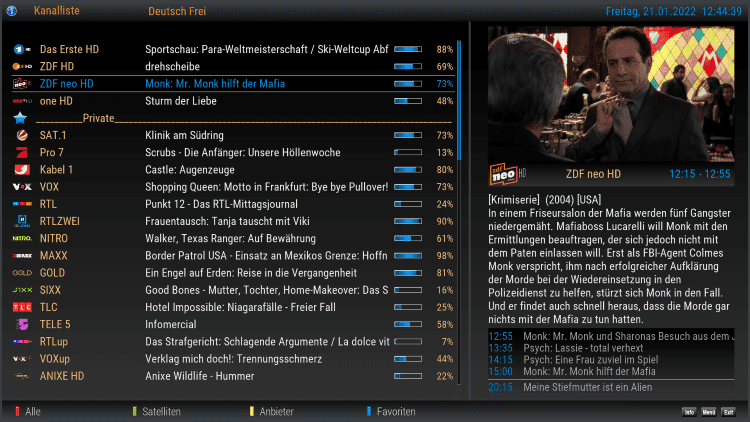 Kanalliste Deutsch Frei Freitag, 21.01.2022 12:44:39
Das Erste HD Sportschau: Para-Weltmeisterschaft / Ski-Weltcup Abf 88%
ZDF HD drehscheibe 69%
ZDF neo HD Monk: Mr. Monk hilft der Mafia 73%
one HD Sturm der Liebe 48%
_________Private_________
SAT.1 Klinik am Südring 73%
Pro 7 Scrubs - Die Anfänger: Unsere Höllenwoche 13%
Kabel 1 Castle: Augenzeuge 80%
VOX Shopping Queen: Motto in Frankfurt: Bye bye Pullover! 73%
RTL Punkt 12 - Das RTL-Mittagsjournal 24%
RTLZWEI Frauentausch: Tanja tauscht mit Viki 90%
NITRO Walker, Texas Ranger: Auf Bewährung 61%
MAXX Border Patrol USA - Einsatz an Mexikos Grenze: Hoffn 98%
GOLD Ein Engel auf Erden: Reise in die Vergangenheit 81%
SIXX Good Bones - Mutter, Tochter, Home-Makeover: Das S 16%
TLC Hotel Impossible: Niagarafälle - Freier Fall 25%
TELE 5 Infomercial 58%
RTLup Das Strafgericht: Schlagende Argumente / La dolce vit 7%
VOXup Verklag mich doch!: Trennungsschmerz 44%
ANIXE HD Anixe Wildlife - Hummer 22%
zdf neo HD ZDF neo HD 12:15 - 12:55
[Krimiserie] (2004) [USA]
In einem Friseursalon der Mafia werden fünf Gangster
niedergemäht. Mafiaboss Lucarelli will Monk mit den
Ermittlungen beauftragen, der sich jedoch nicht mit
dem Paten einlassen will. Erst als FBI-Agent Colmes
Monk verspricht, ihm nach erfolgreicher Aufklärung
der Morde bei der Wiedereinsetzung in den
Polizeidienst zu helfen, stürzt sich Monk in den Fall.
Und er findet auch schnell heraus, dass die Morde gar
nichts mit der Mafia zu tun hatten.
12:55 Monk: Mr. Monk und Sharonas Besuch aus dem J
13:35 Psych: Lassie - total verhext
14:15 Psych: Eine Frau zuviel im Spiel
15:00 Monk: Mr. Monk hilft der Mafia
20:15 Meine Stiefmutter ist ein Alien
Alle Satelliten Anbieter Favoriten Info Menü Exit